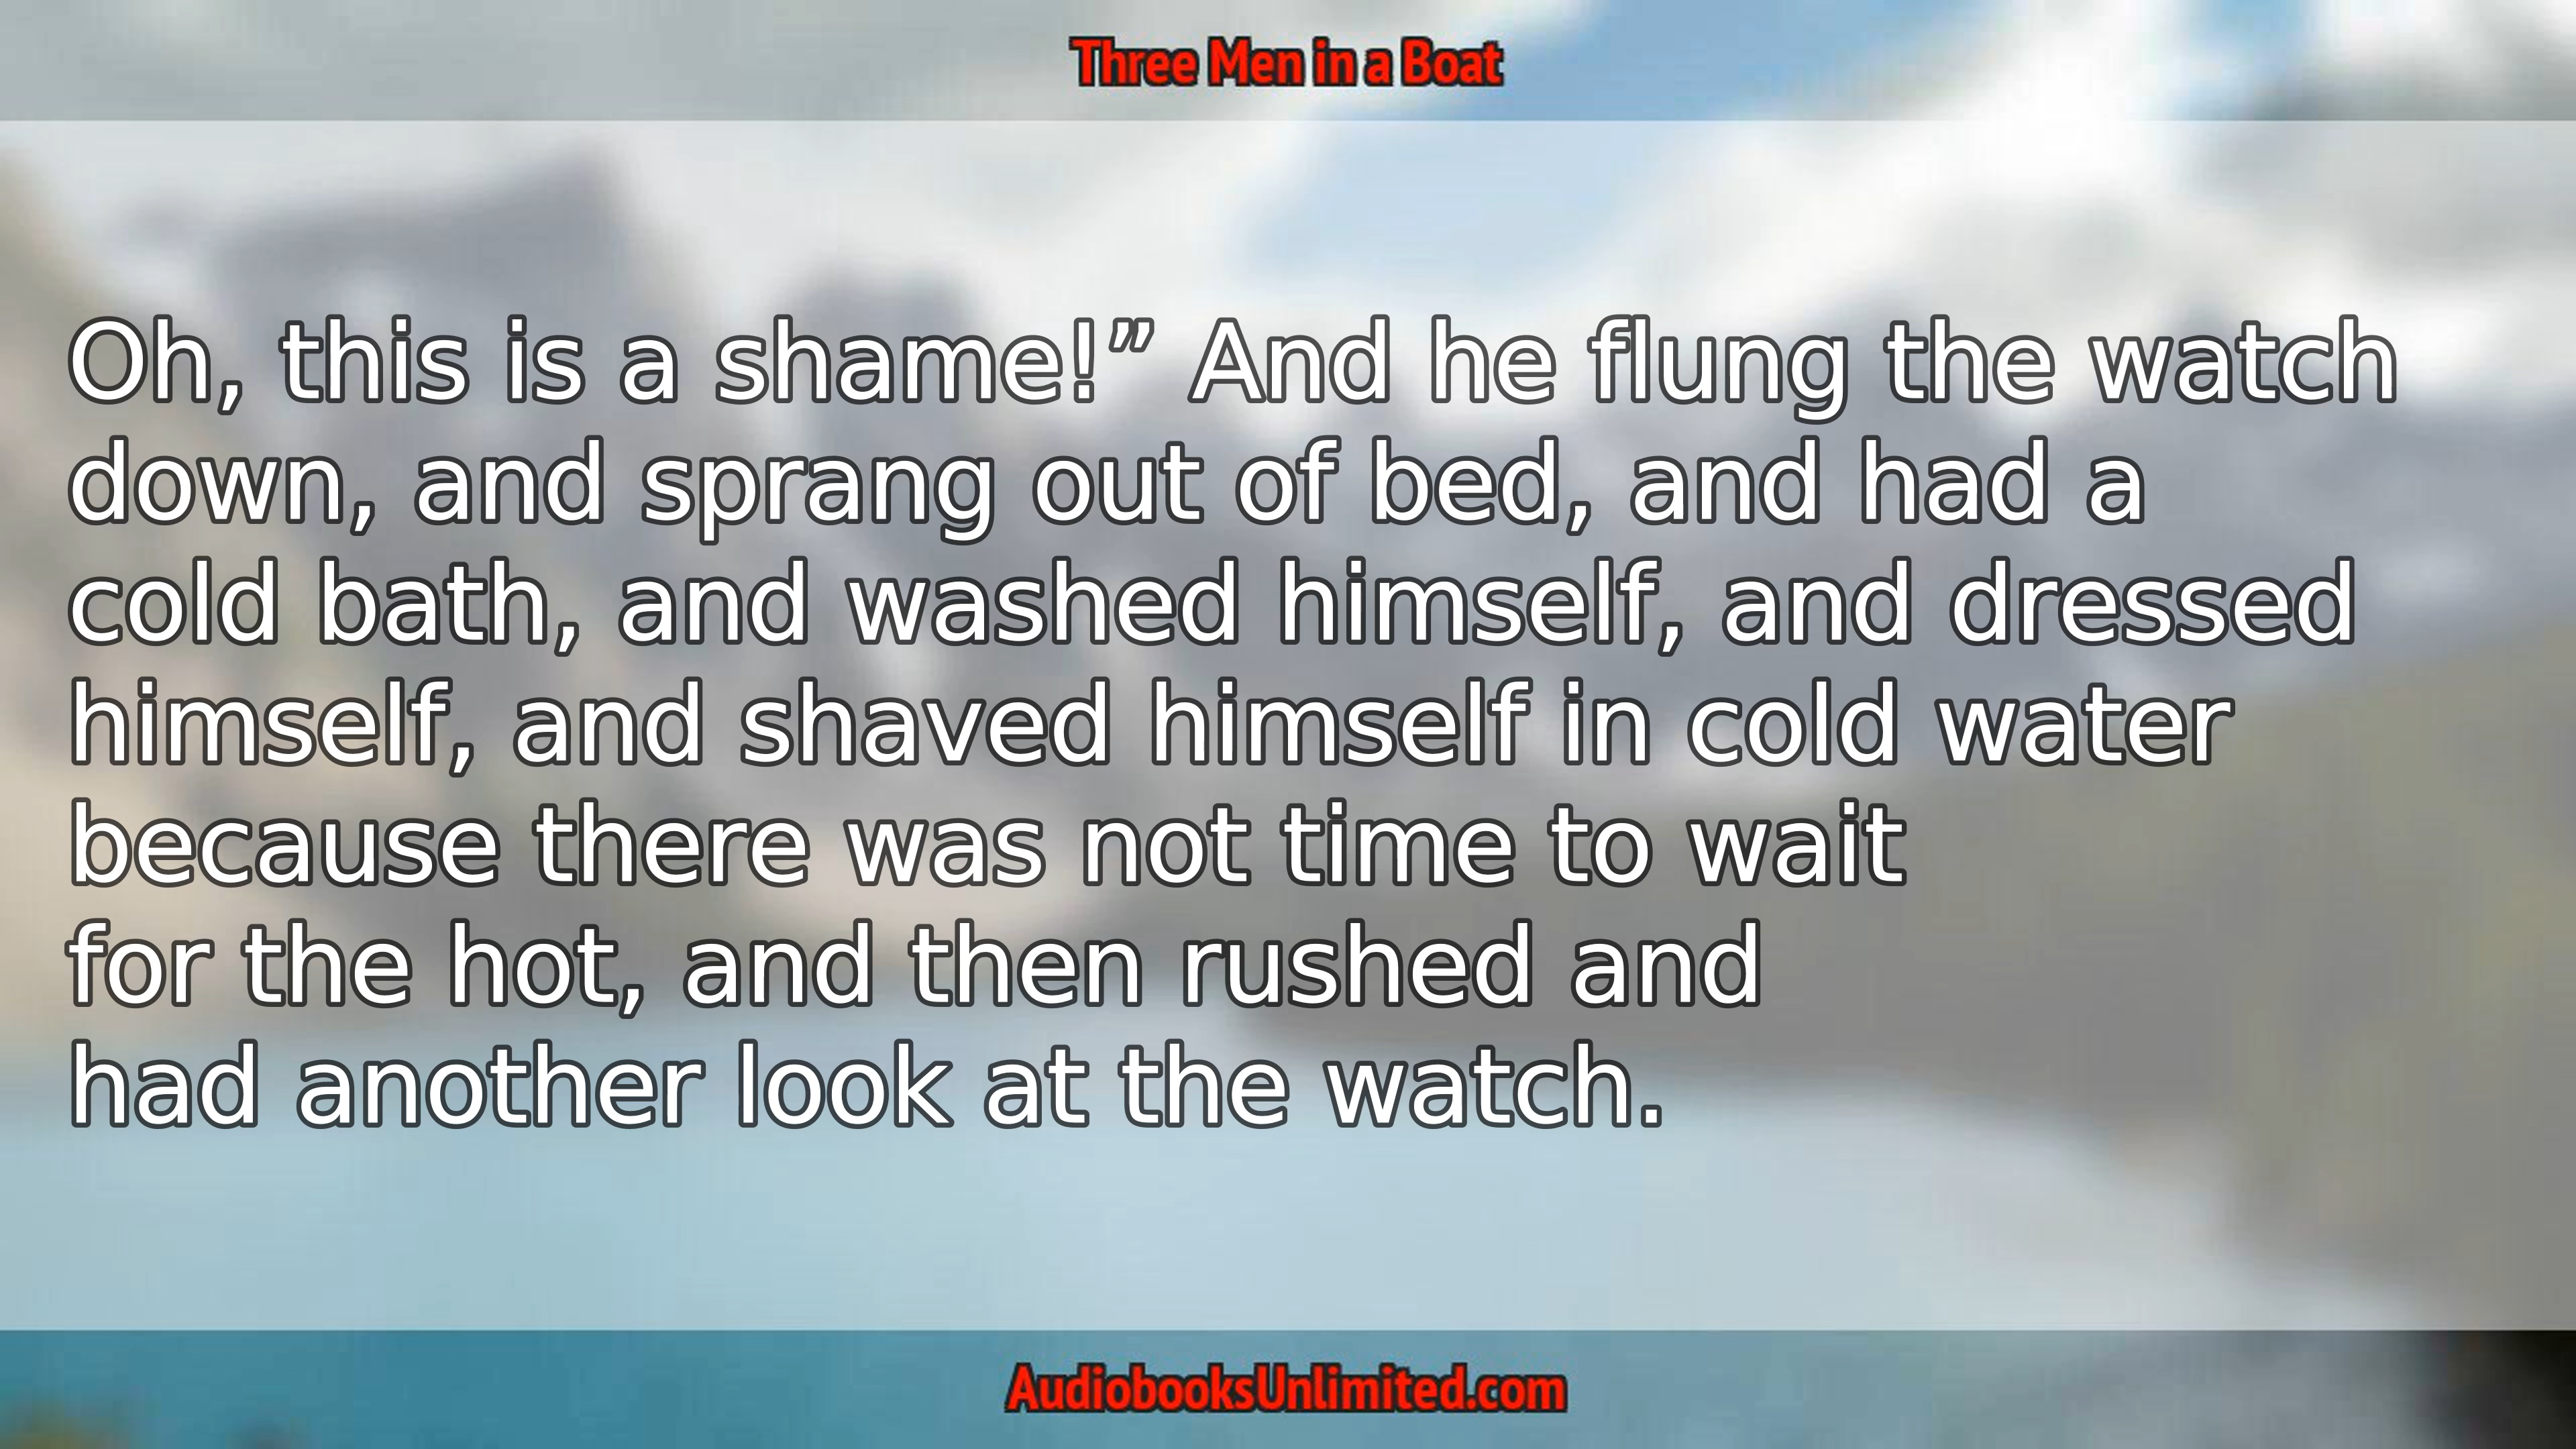 Three Men in a Boat
Oh, this is a shame!” And he flung the watch
down, and sprang out of bed, and had a
cold bath, and washed himself, and dressed
himself, and shaved himself in cold water
because there was not time to wait
for the hot, and then rushed and
had another look at the watch.
AudiobooksUnlimited.com